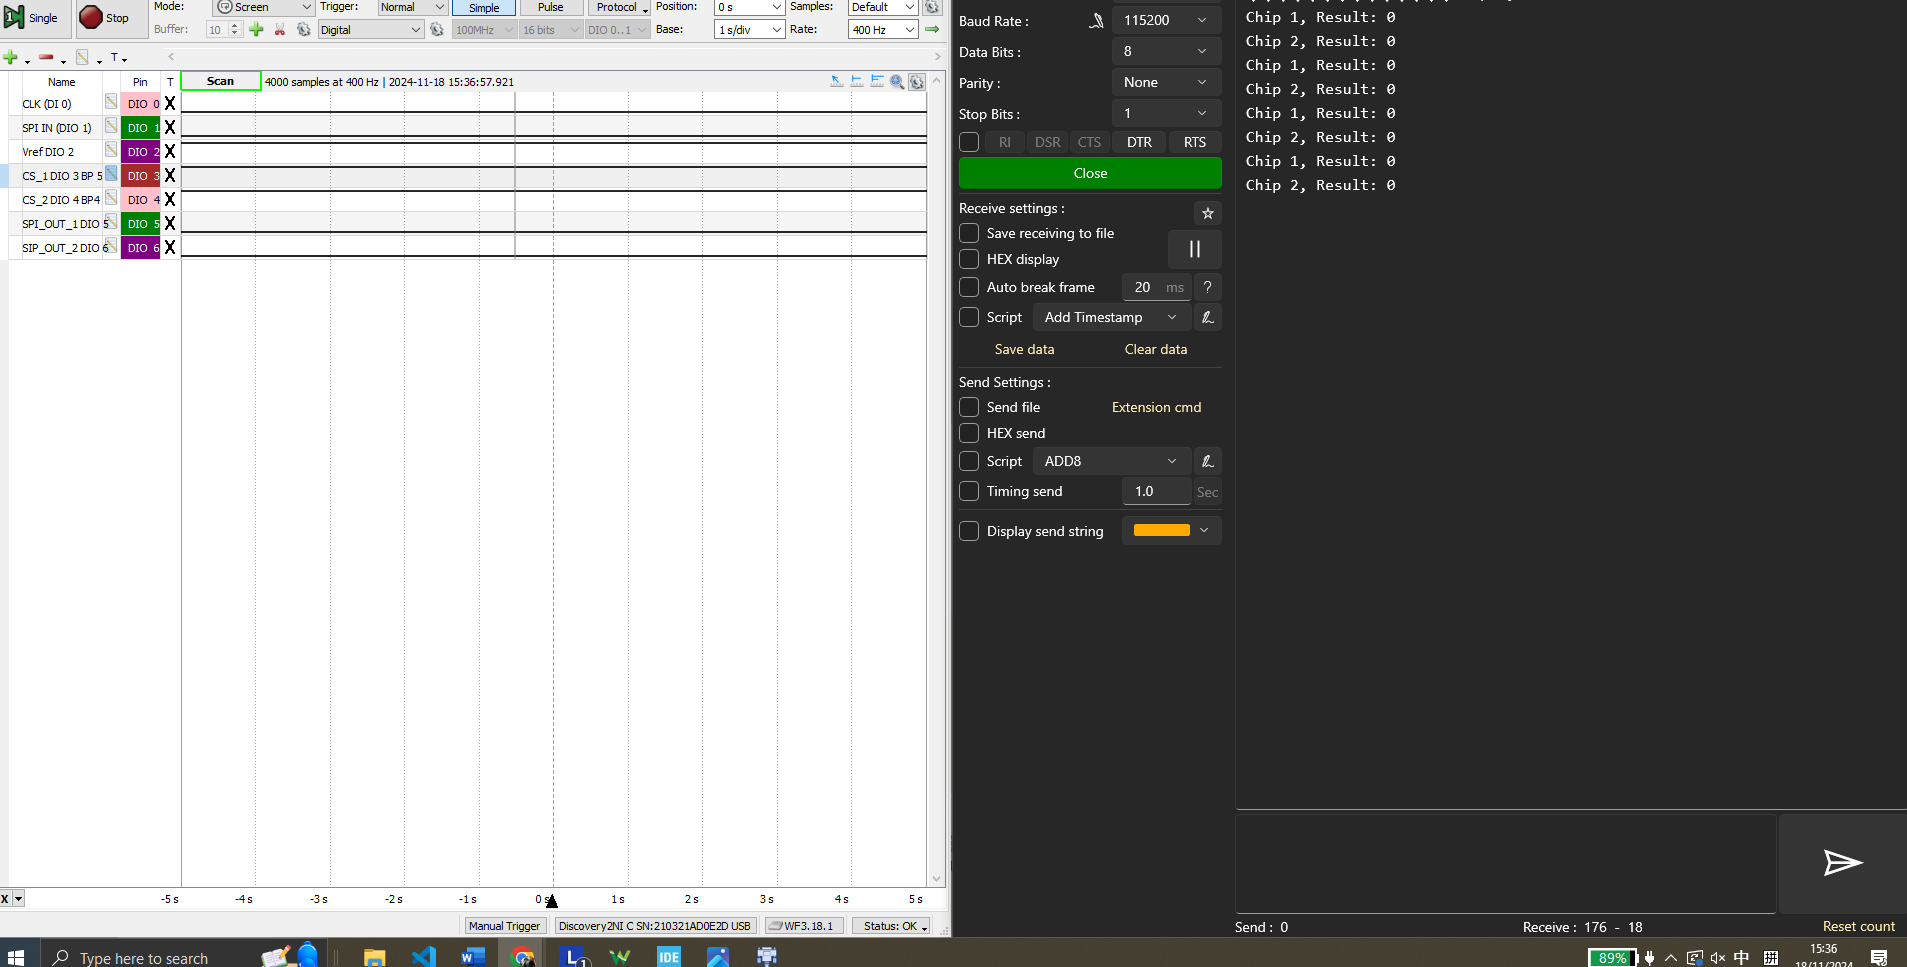 Single
Stop
Mode:
Screen
Trigger:
Normal
Simple
Pulse
Protocol
Position:
0 s
Samples:
Default
Buffer:
10
Digital
100MHz
16 bits
DIO 0..1
Base:
1 s/div
Rate:
400 Hz
T
Name
Pin
T
Scan
4000 samples at 400 Hz | 2024-11-18 15:36:57.921
CLK (DI 0)
DIO 0
X
SPI IN (DIO 1)
DIO 1
X
Vref DIO 2
DIO 2
X
CS_1 DIO 3 BP 5
DIO 3
X
CS_2 DIO 4 BP4
DIO 4
X
SPI_OUT_1 DIO 5
DIO 5
X
SIP_OUT_2 DIO 6
DIO 6
X
X
-5 s
-4 s
-3 s
-2 s
-1 s
0 s
1 s
2 s
3 s
4 s
5 s
Manual Trigger
Discovery2NI C SN:210321AD0E2D USB
WF3.18.1
Status: OK
Baud Rate :
115200
Data Bits :
8
Parity :
None
Stop Bits :
1
RI
DSR
CTS
DTR
RTS
Close
Receive settings :
Save receiving to file
HEX display
Auto break frame
20 ms
?
Script
Add Timestamp
Save data
Clear data
Send Settings :
Send file
Extension cmd
HEX send
Script
ADD8
Timing send
1.0
Sec
Display send string
Chip 1, Result: 0
Chip 2, Result: 0
Chip 1, Result: 0
Chip 2, Result: 0
Chip 1, Result: 0
Chip 2, Result: 0
Chip 1, Result: 0
Chip 2, Result: 0
Send : 0
Receive : 176 - 18
Reset count
Type here to search
W
L 1
IDE
89%
中
拼
15:36
18/11/2024